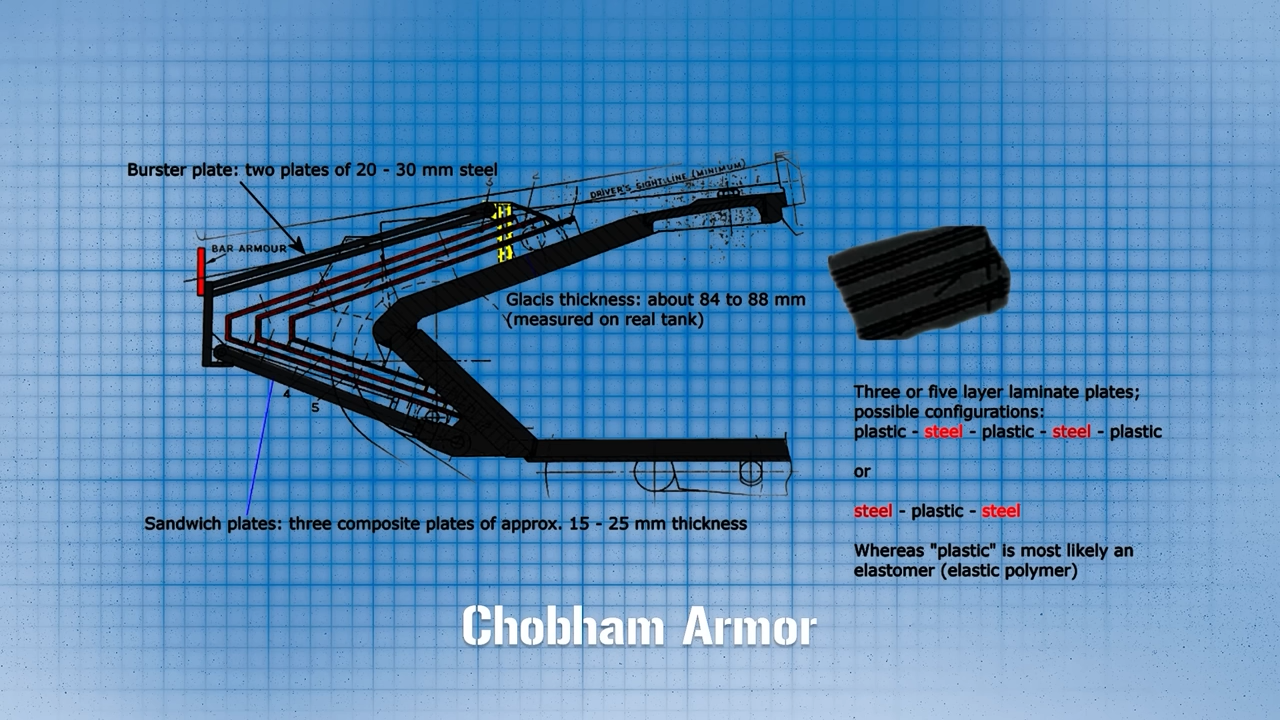 Burster plate: two plates of 20 - 30 mm steel
DRIVER'S SIGHT LINE (MINIMUM)
BAR ARMOUR
Glacis thickness: about 84 to 88 mm
(measured on real tank)
4
5
Three or five layer laminate plates;
possible configurations:
plastic - steel - plastic - steel - plastic
or
steel - plastic - steel
Sandwich plates: three composite plates of approx. 15 - 25 mm thickness
Whereas "plastic" is most likely an
elastomer (elastic polymer)
Chobham Armor